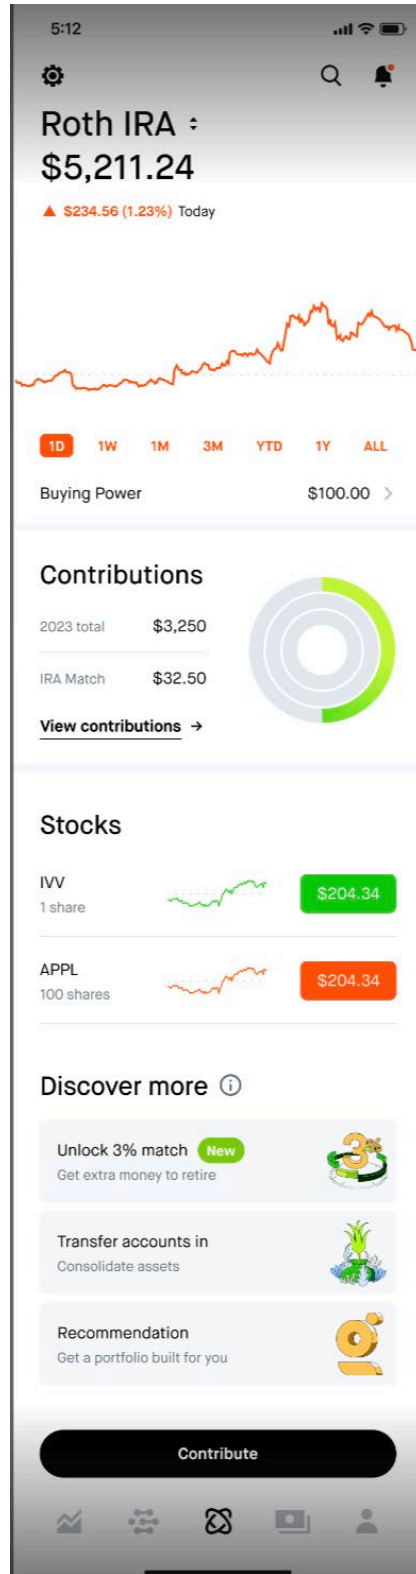 5:12
Roth IRA
$5,211.24
$234.56 (1.23%) Today
1D 1W 1M 3M YTD 1Y ALL
Buying Power $100.00
Contributions
2023 total $3,250
IRA Match $32.50
View contributions →
Stocks
IVV
1 share
$204.34
APPL
100 shares
$204.34
Discover more
Unlock 3% match New
Get extra money to retire
3%
Transfer accounts in
Consolidate assets
Recommendation
Get a portfolio built for you
Contribute